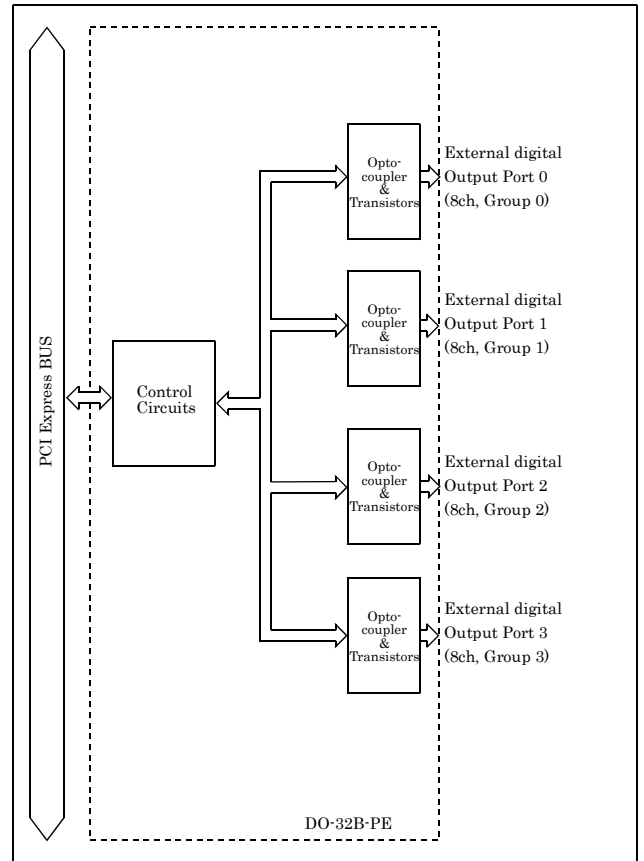 Opto-
coupler
&
Transistors
External digital
Output Port 0
(8ch, Group 0)
Opto-
coupler
&
Transistors
External digital
Output Port 1
(8ch, Group 1)
PCI Express BUS
Control
Circuits
Opto-
coupler
&
Transistors
External digital
Output Port 2
(8ch, Group 2)
Opto-
coupler
&
Transistors
External digital
Output Port 3
(8ch, Group 3)
DO-32B-PE